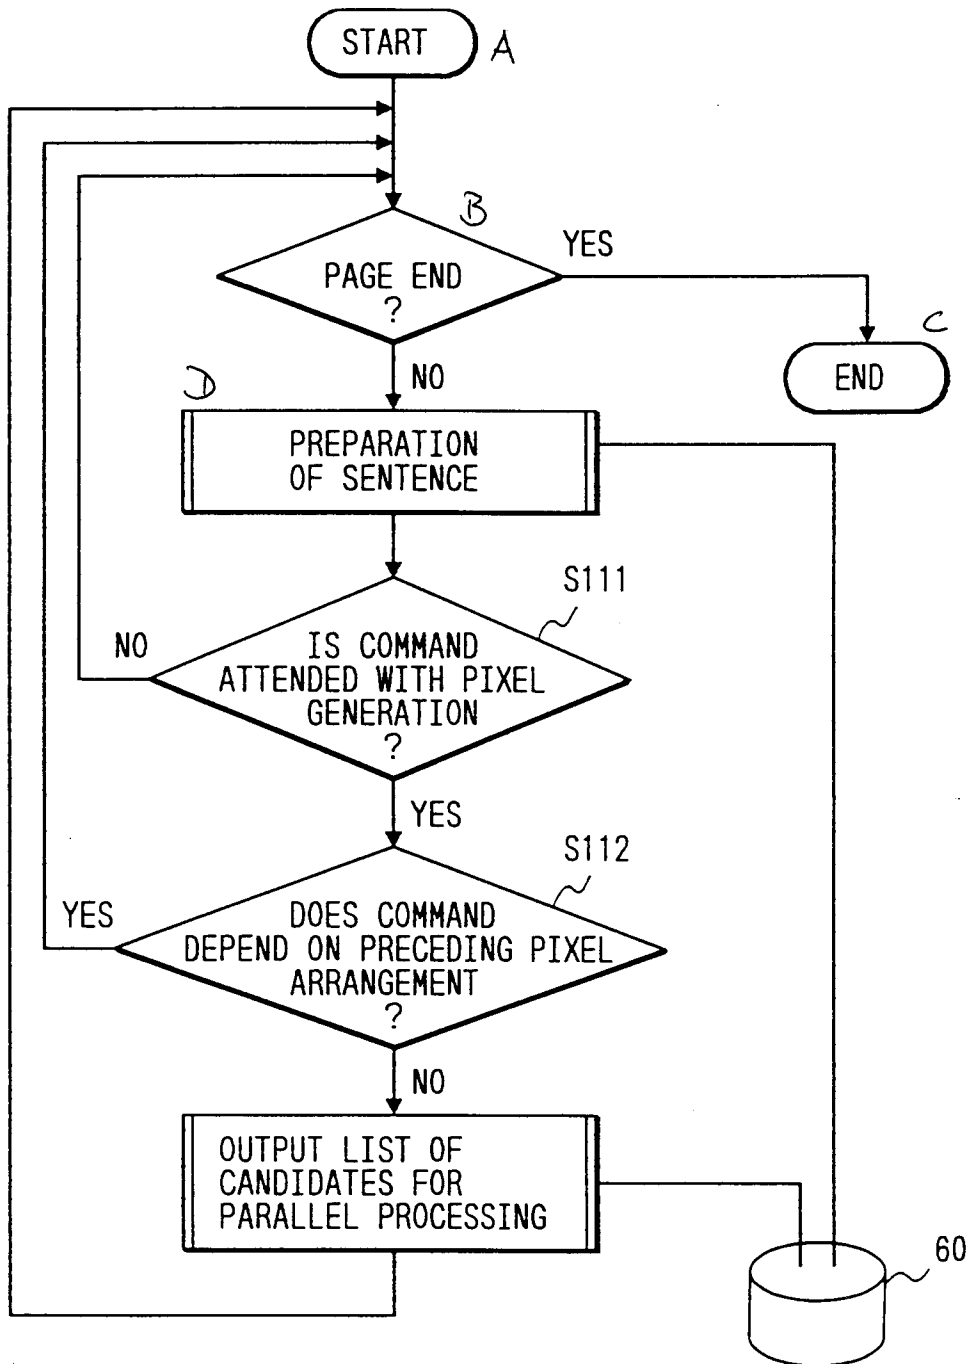 START
A
B
YES
PAGE END
?
C
END
NO
D
PREPARATION
OF SENTENCE
S111
NO
IS COMMAND
ATTENDED WITH PIXEL
GENERATION
?
YES
S112
YES
DOES COMMAND
DEPEND ON PRECEDING PIXEL
ARRANGEMENT
?
NO
OUTPUT LIST OF
CANDIDATES FOR
PARALLEL PROCESSING
60